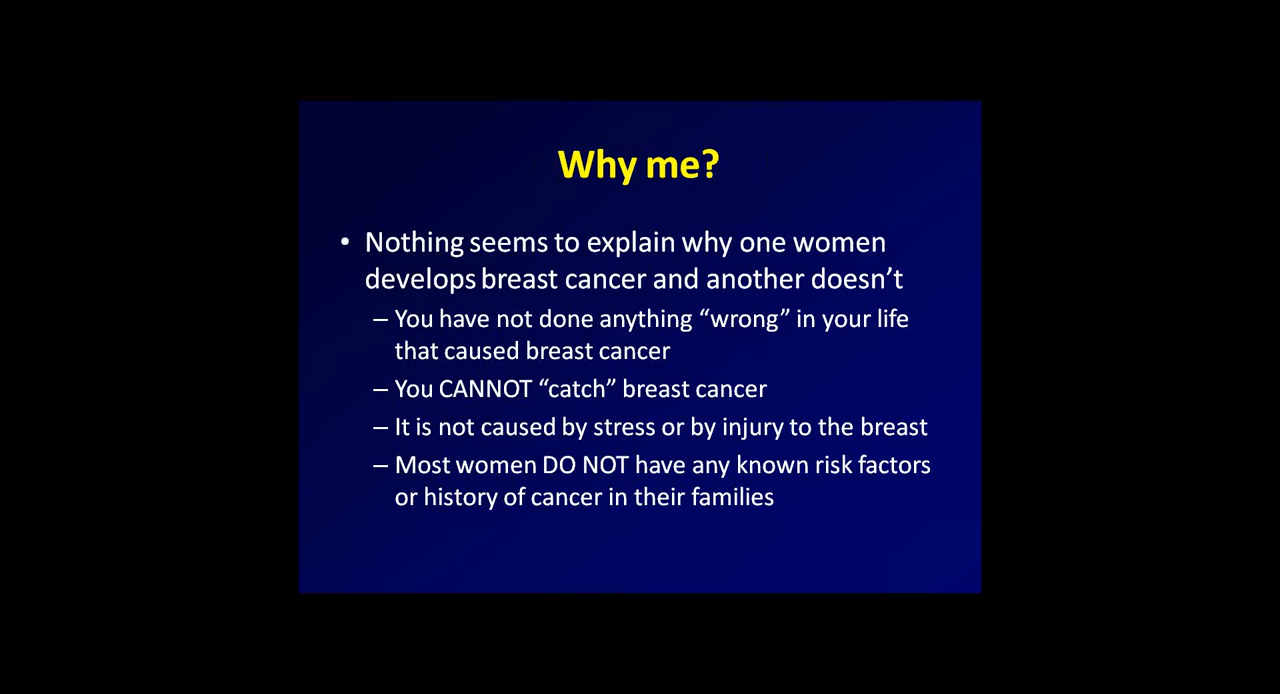 Why me?
• Nothing seems to explain why one women
develops breast cancer and another doesn’t
– You have not done anything “wrong” in your life
that caused breast cancer
– You CANNOT “catch” breast cancer
– It is not caused by stress or by injury to the breast
– Most women DO NOT have any known risk factors
or history of cancer in their families